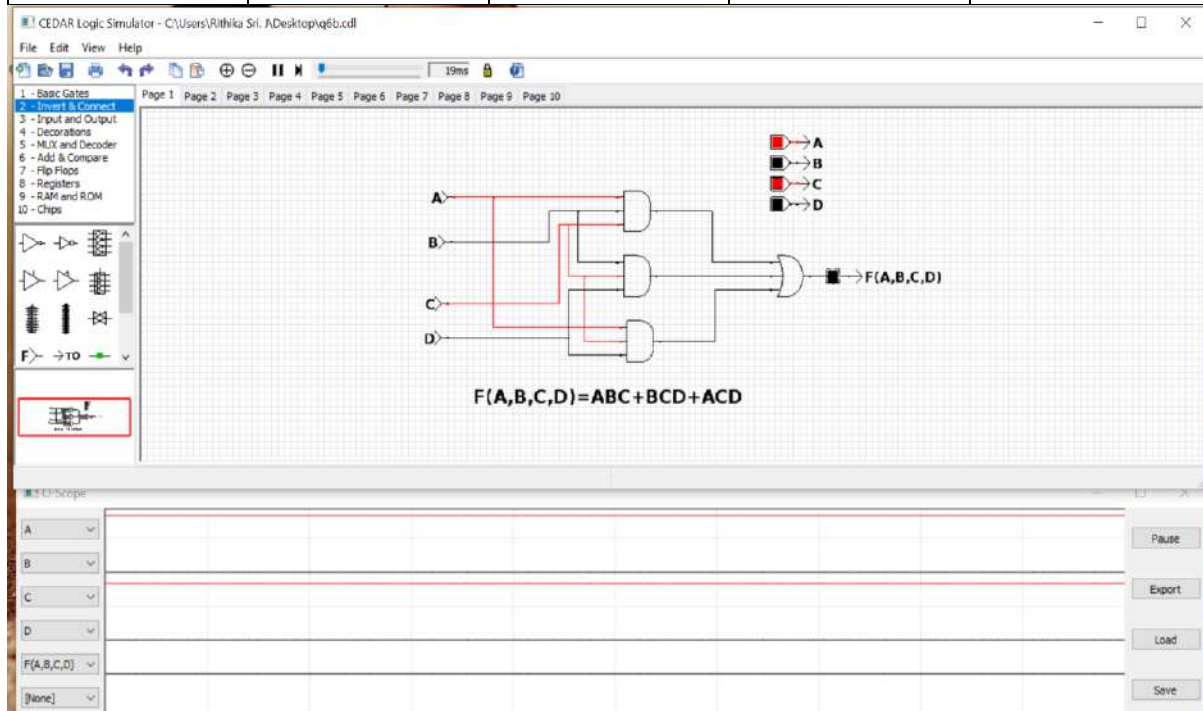 CEDAR Logic Simulator - C:\Users\Rithika Sri. A\Desktop\q6b.cdl
File Edit View Help
19ms
1 - Basic Gates
2 - Invert & Connect
3 - Input and Output
4 - Decorations
5 - MUX and Decoder
6 - Add & Compare
7 - Flip Flops
8 - Registers
9 - RAM and ROM
10 - Chips
Page 1 Page 2 Page 3 Page 4 Page 5 Page 6 Page 7 Page 8 Page 9 Page 10
A
B
C
D
A
B
C
D
F(A,B,C,D)
F(A,B,C,D)=ABC+BCD+ACD
F TO
O-Scope
A
B
C
D
F(A,B,C,D)
[None]
Pause
Export
Load
Save